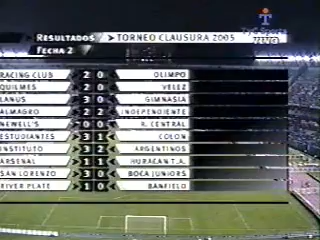 RESULTADOS TORNEO CLAUSURA 2005
FECHA 2
RACING CLUB 2 0 OLIMPO
QUILMES 2 0 VELEZ
LANUS 3 0 GIMNASIA
ALMAGRO 2 2 INDEPENDIENTE
NEWELL'S 0 0 R. CENTRAL
ESTUDIANTES 3 1 COLON
INSTITUTO 3 2 ARGENTINOS
ARSENAL 1 1 HURACAN T.A.
SAN LORENZO 3 0 BOCA JUNIORS
RIVER PLATE 1 0 BANFIELD